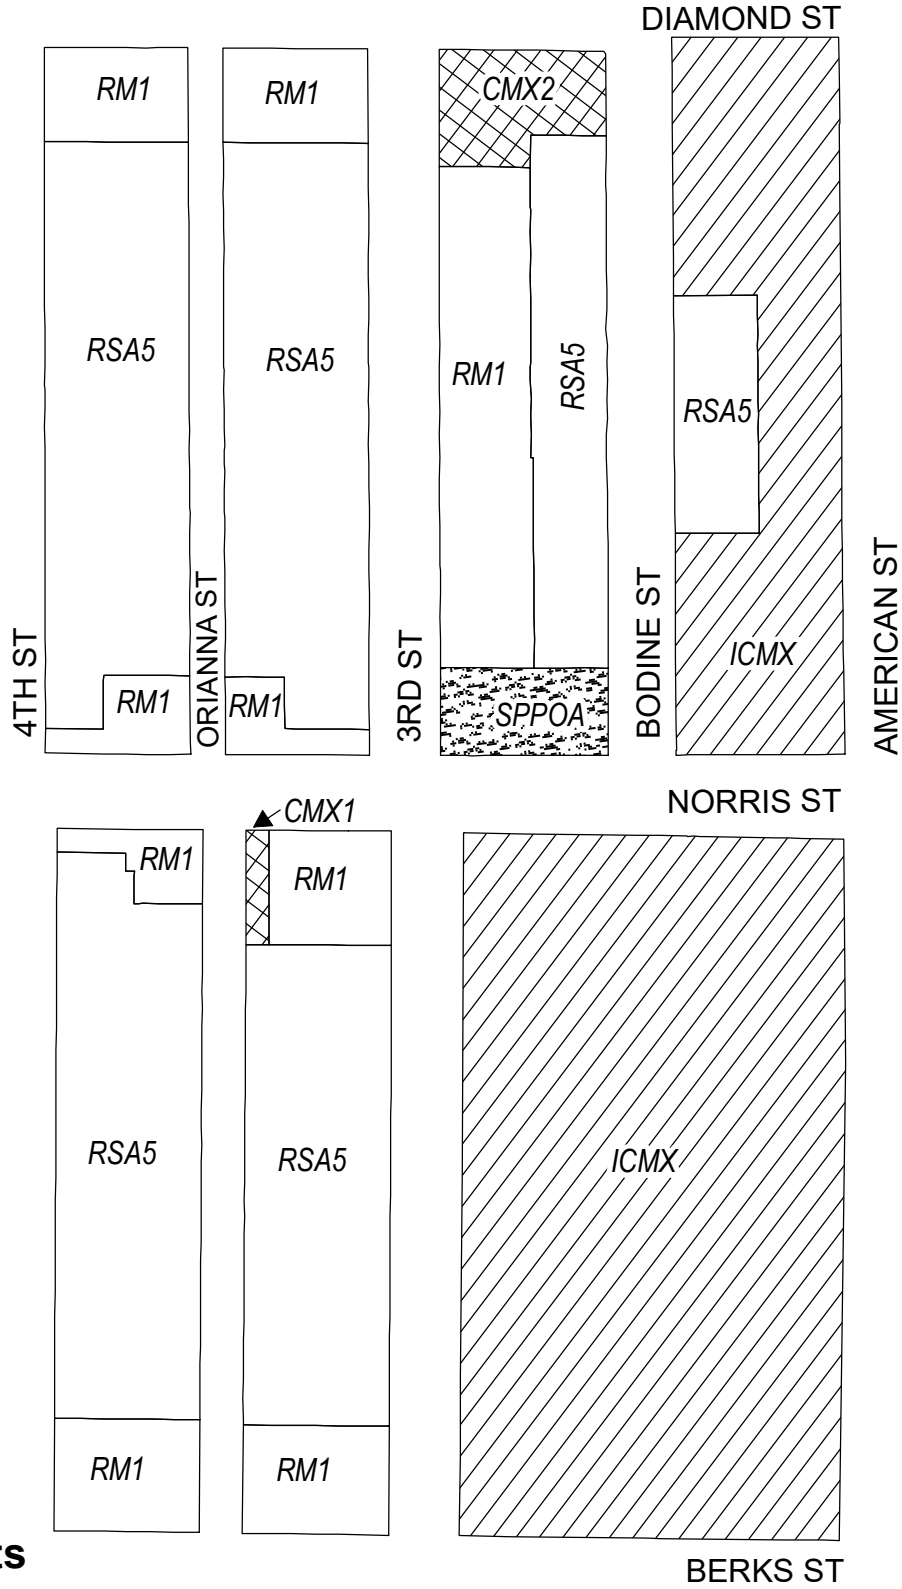 DIAMOND ST
RM1
RM1
CMX2
RSA5
RSA5
RM1
RSA5
RSA5
4TH ST
ORIANNA ST
3RD ST
BODINE ST
AMERICAN ST
ICMX
RM1
RM1
SPPOA
NORRIS ST
CMX1
RM1
RM1
RSA5
RSA5
ICMX
RM1
RM1
BERKS ST